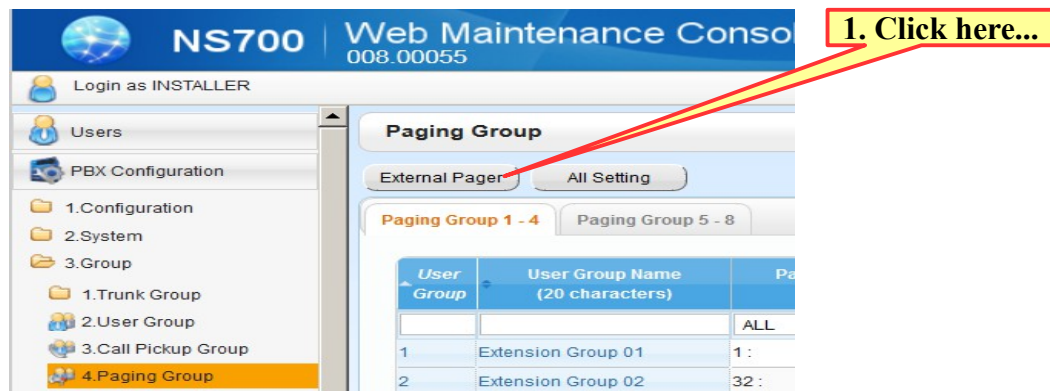 NS700
Web Maintenance Consol
008.00055
1. Click here...
Login as INSTALLER
Users
PBX Configuration
1.Configuration
2.System
3.Group
1.Trunk Group
2.User Group
3.Call Pickup Group
4.Paging Group
Paging Group
External Pager
All Setting
Paging Group 1 - 4
Paging Group 5 - 8
User Group
User Group Name
(20 characters)
Pa
ALL
1
Extension Group 01
1 :
2
Extension Group 02
32 :